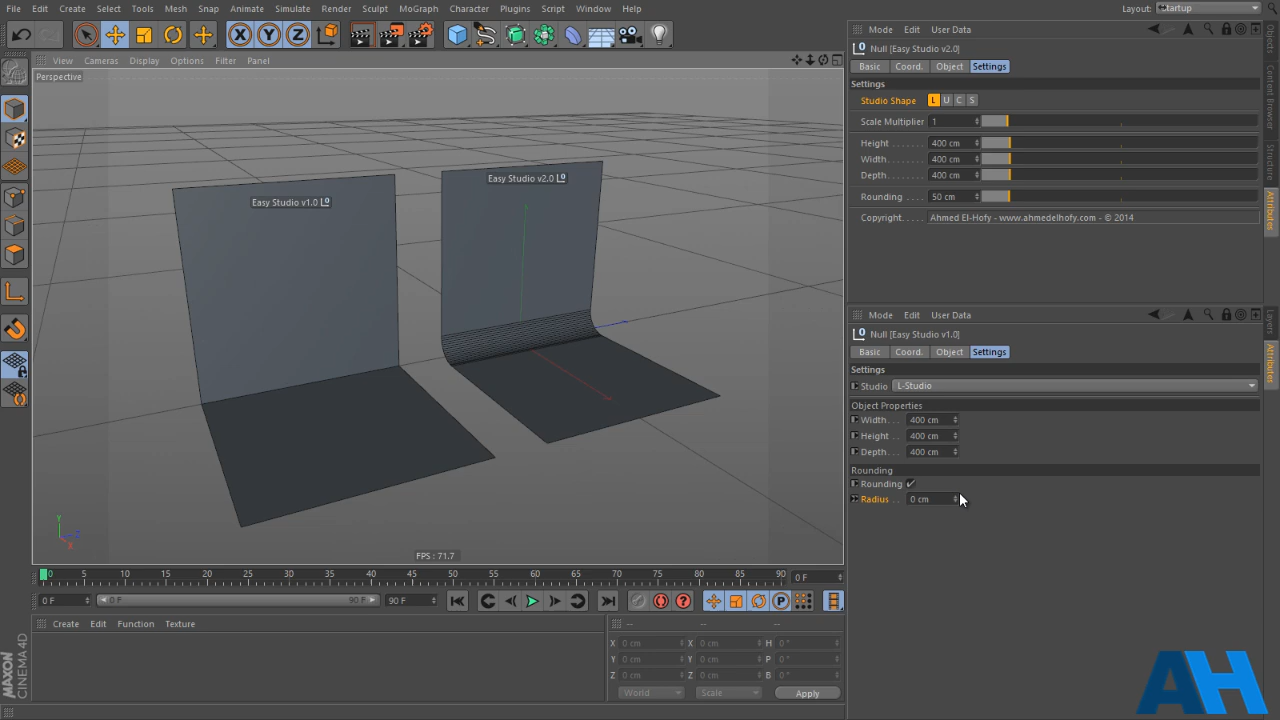 File Edit Create Select Tools Mesh Snap Animate Simulate Render Sculpt MoGraph Character Plugins Script Window Help Layout: Startup
X Y Z
View Cameras Display Options Filter Panel
Perspective
Easy Studio v1.0
Easy Studio v2.0
Y
Z
X
FPS : 71.7
0 5 10 15 20 25 30 35 40 45 50 55 60 65 70 75 80 85 90 0 F
0 F 0 F 90 F 90 F
Create Edit Function Texture
-- -- --
X 0 cm X 0 cm H 0 °
Y 0 cm Y 0 cm P 0 °
Z 0 cm Z 0 cm B 0 °
World Scale Apply
MAXON CINEMA 4D
Mode Edit User Data
Null [Easy Studio v2.0]
Basic Coord. Object Settings
Settings
Studio Shape L U C S
Scale Multiplier 1
Height 400 cm
Width 400 cm
Depth 400 cm
Rounding 50 cm
Copyright Ahmed El-Hofy - www.ahmedelhofy.com - © 2014
Mode Edit User Data
Null [Easy Studio v1.0]
Basic Coord. Object Settings
Settings
Studio L-Studio
Object Properties
Width 400 cm
Height 400 cm
Depth 400 cm
Rounding
Rounding
Radius 0 cm
Objects
Content Browser
Structure
Attributes
Layers
Attributes
AH